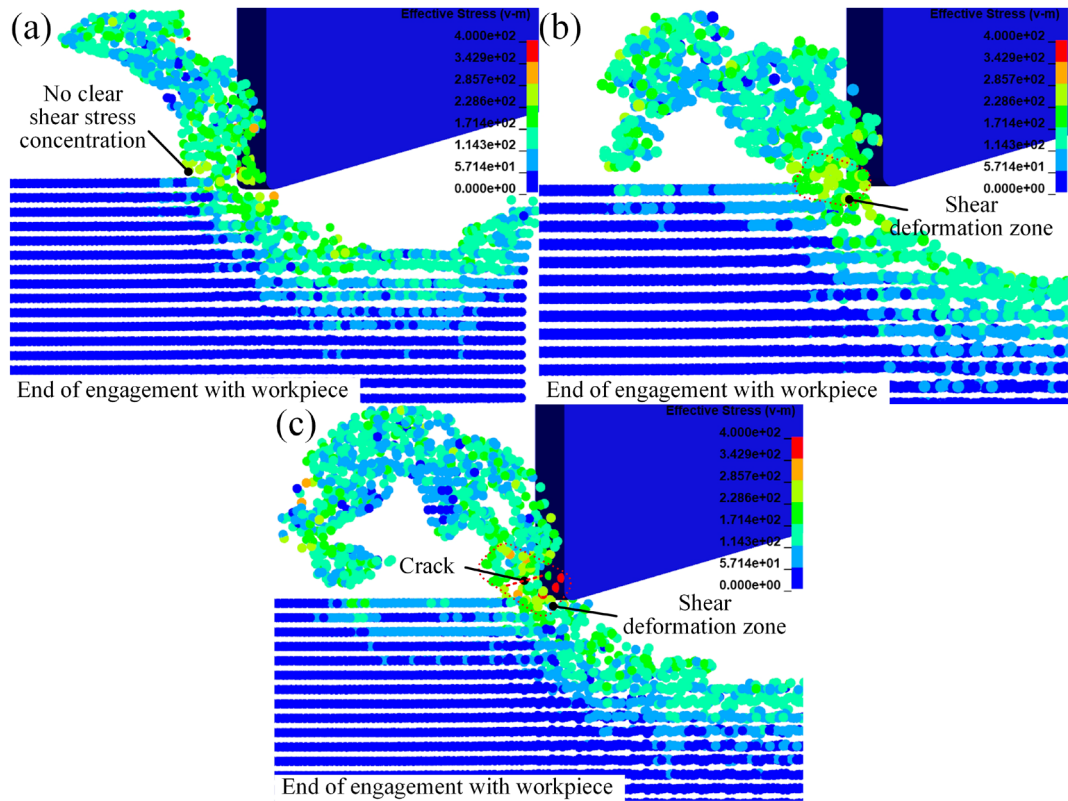 (a)
Effective Stress (v-m)
4.000e+02
3.429e+02
2.857e+02
2.286e+02
1.714e+02
1.143e+02
5.714e+01
0.000e+00
No clear
shear stress
concentration
End of engagement with workpiece
(b)
Effective Stress (v-m)
4.000e+02
3.429e+02
2.857e+02
2.286e+02
1.714e+02
1.143e+02
5.714e+01
0.000e+00
Shear
deformation zone
End of engagement with workpiece
(c)
Effective Stress (v-m)
4.000e+02
3.429e+02
2.857e+02
2.286e+02
1.714e+02
1.143e+02
5.714e+01
0.000e+00
Crack
Shear
deformation zone
End of engagement with workpiece